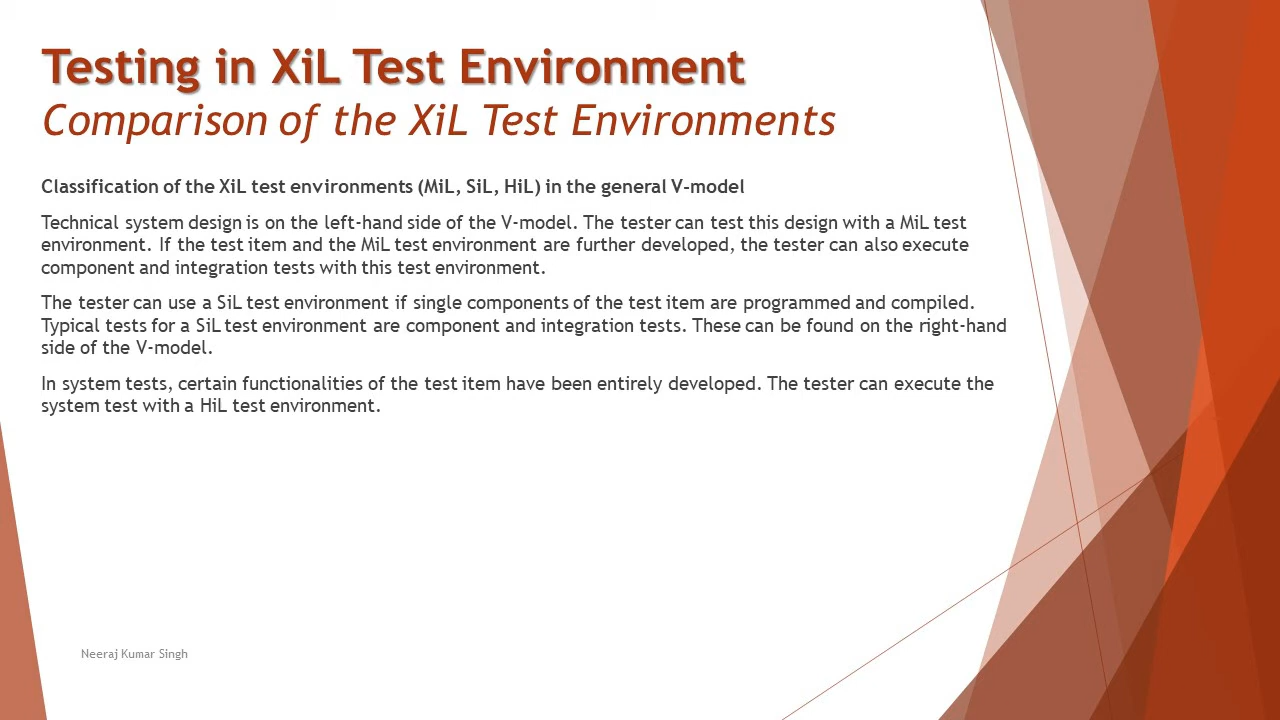 Testing in XiL Test Environment
Comparison of the XiL Test Environments
Classification of the XiL test environments (MiL, SiL, HiL) in the general V-model
Technical system design is on the left-hand side of the V-model. The tester can test this design with a MiL test
environment. If the test item and the MiL test environment are further developed, the tester can also execute
component and integration tests with this test environment.
The tester can use a SiL test environment if single components of the test item are programmed and compiled.
Typical tests for a SiL test environment are component and integration tests. These can be found on the right-hand
side of the V-model.
In system tests, certain functionalities of the test item have been entirely developed. The tester can execute the
system test with a HiL test environment.
Neeraj Kumar Singh